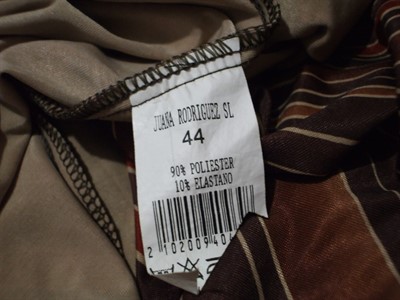 JUANA RODRIGUEZ SL
44
90% POLIESTER
10% ELASTANO